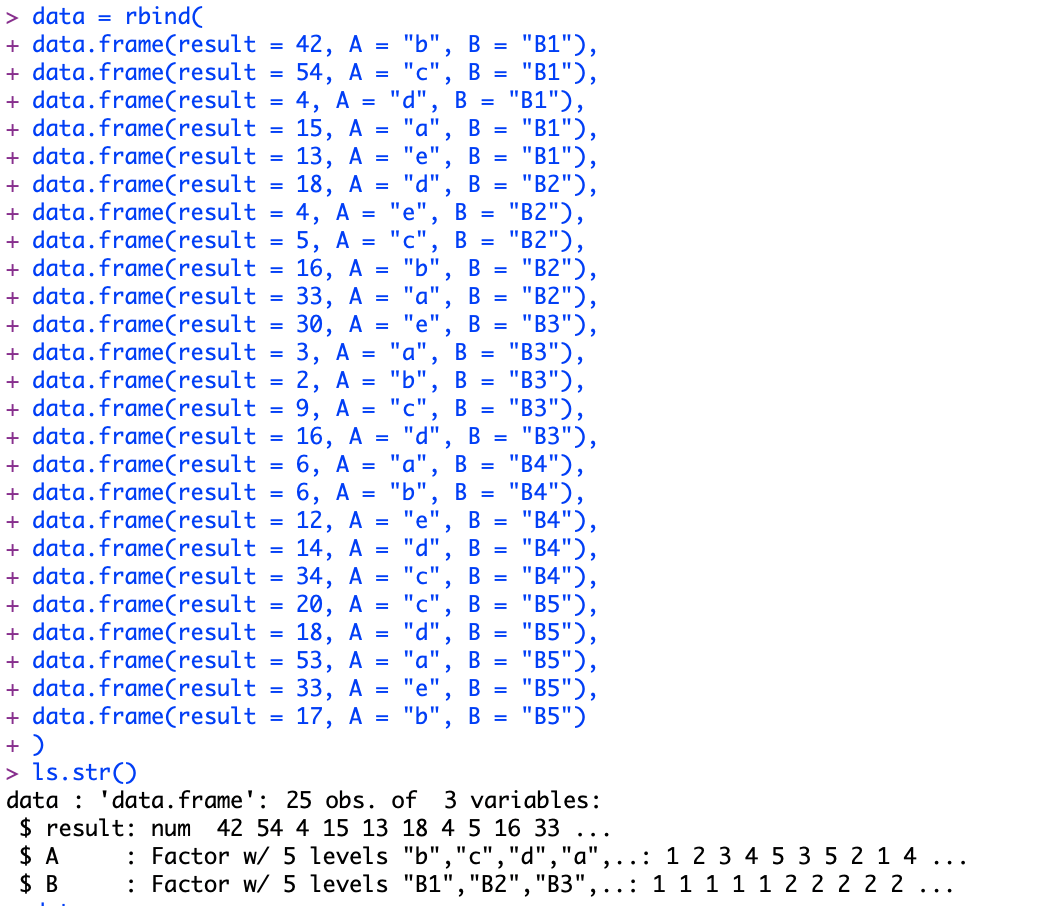 > data = rbind(
+ data.frame(result = 42, A = "b", B = "B1"),
+ data.frame(result = 54, A = "c", B = "B1"),
+ data.frame(result = 4, A = "d", B = "B1"),
+ data.frame(result = 15, A = "a", B = "B1"),
+ data.frame(result = 13, A = "e", B = "B1"),
+ data.frame(result = 18, A = "d", B = "B2"),
+ data.frame(result = 4, A = "e", B = "B2"),
+ data.frame(result = 5, A = "c", B = "B2"),
+ data.frame(result = 16, A = "b", B = "B2"),
+ data.frame(result = 33, A = "a", B = "B2"),
+ data.frame(result = 30, A = "e", B = "B3"),
+ data.frame(result = 3, A = "a", B = "B3"),
+ data.frame(result = 2, A = "b", B = "B3"),
+ data.frame(result = 9, A = "c", B = "B3"),
+ data.frame(result = 16, A = "d", B = "B3"),
+ data.frame(result = 6, A = "a", B = "B4"),
+ data.frame(result = 6, A = "b", B = "B4"),
+ data.frame(result = 12, A = "e", B = "B4"),
+ data.frame(result = 14, A = "d", B = "B4"),
+ data.frame(result = 34, A = "c", B = "B4"),
+ data.frame(result = 20, A = "c", B = "B5"),
+ data.frame(result = 18, A = "d", B = "B5"),
+ data.frame(result = 53, A = "a", B = "B5"),
+ data.frame(result = 33, A = "e", B = "B5"),
+ data.frame(result = 17, A = "b", B = "B5")
+ )
> ls.str()
data : 'data.frame': 25 obs. of  3 variables:
 $ result: num  42 54 4 15 13 18 4 5 16 33 ...
 $ A     : Factor w/ 5 levels "b","c","d","a",..: 1 2 3 4 5 3 5 2 1 4 ...
 $ B     : Factor w/ 5 levels "B1","B2","B3",..: 1 1 1 1 1 2 2 2 2 2 ...